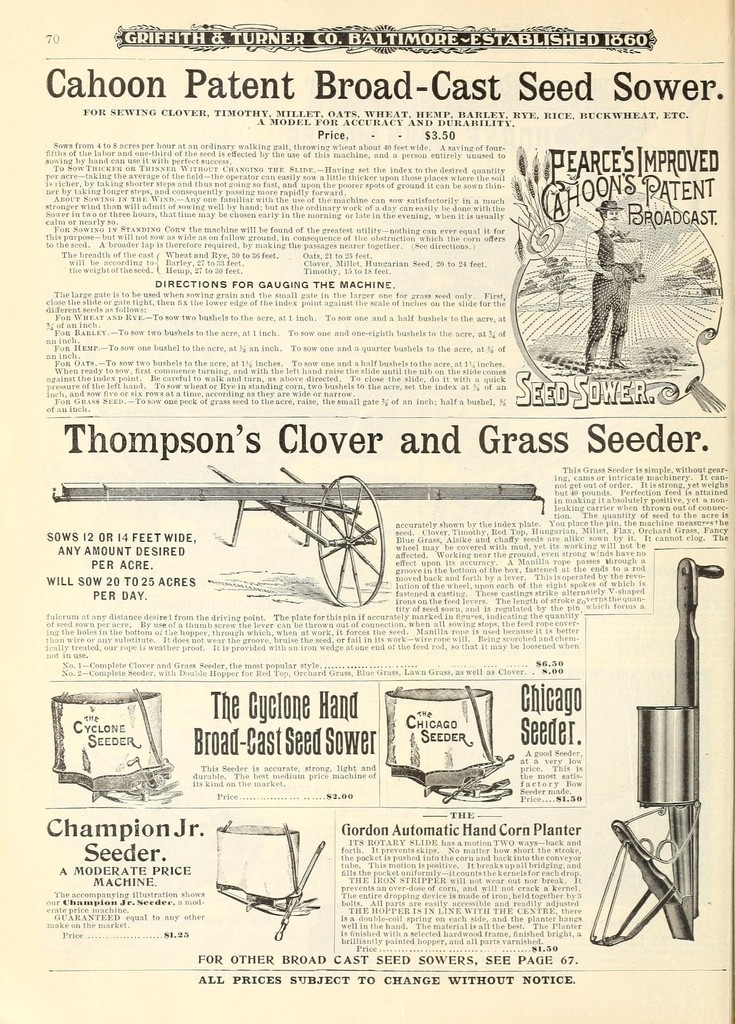 70
GRIFFITH & TURNER CO. BALTIMORE-ESTABLISHED 1860
Cahoon Patent Broad-Cast Seed Sower.
FOR SEWING CLOVER, TIMOTHY, MILLET, OATS, WHEAT, HEMP, BARLEY, RYE, RICE, BUCKWHEAT, ETC.
A MODEL FOR ACCURACY AND DURABILITY.
Price, - - $3.50
Sows from 4 to 8 acres per hour at an ordinary walking gait, throwing wheat about 40 feet wide. A saving of four-
fifths of the labor and one-third of the seed is effected by the use of this machine, and a person entirely unused to
sowing by hand can use it with perfect success.
TO SOW THICKER OR THINNER WITHOUT CHANGING THE SLIDE.—Having set the index to the desired quantity
per acre—taking the average of the field—the operator can easily sow a little thicker upon those places where the soil
is richer, by taking shorter steps and thus not going so fast, and upon the poorer spots of ground it can be sown thin-
ner by taking longer steps, and consequently passing more rapidly forward.
ABOUT SOWING IN THE WIND.—Any one familiar with the use of the machine can sow satisfactorily in a much
stronger wind than will admit of sowing well by hand; but as the ordinary work of a day can easily be done with the
Sower in two or three hours, that time may be chosen early in the morning or late in the evening, when it is usually
calm or nearly so.
FOR SOWING IN STANDING CORN the machine will be found of the greatest utility—nothing can ever equal it for
this purpose—but will not sow as wide as on fallow ground, in consequence of the obstruction which the corn offers
to the seed. A broader lap is therefore required, by making the passages nearer together. (See directions.)
The breadth of the cast will be according to the weight of the seed.
Wheat and Rye, 30 to 36 feet. Oats, 21 to 25 feet.
Barley, 27 to 33 feet. Clover, Millet, Hungarian Seed, 20 to 24 feet.
Hemp, 27 to 30 feet. Timothy, 15 to 18 feet.
DIRECTIONS FOR GAUGING THE MACHINE.
The large gate is to be used when sowing grain and the small gate in the larger one for grass seed only. First,
close the slide or gate tight, then fix the lower edge of the index point against the scale of inches on the slide for the
different seeds as follows:
FOR WHEAT AND RYE.—To sow two bushels to the acre, at 1 inch. To sow one and a half bushels to the acre, at
¾ of an inch.
FOR BARLEY.—To sow two bushels to the acre, at 1 inch. To sow one and one-eighth bushels to the acre, at ¾ of
an inch.
FOR HEMP.—To sow one bushel to the acre, at ½ an inch. To sow one and a quarter bushels to the acre, at ⅝ of
an inch.
FOR OATS.—To sow two bushels to the acre, at 1½ inches. To sow one and a half bushels to the acre, at 1¼ inches.
When ready to sow, first commence turning, and with the left hand raise the slide until the nib on the slide comes
against the index point. Be careful to walk and turn, as above directed. To close the slide, do it with a quick
pressure of the left hand. To sow wheat or Rye in standing corn, two bushels to the acre, set the index at ⅞ of an
inch, and sow five or six rows at a time, according as they are wide or narrow.
FOR GRASS SEED.—To sow one peck of grass seed to the acre, raise, the small gate ¾ of an inch; half a bushel,
of an inch.
PEARCE'S IMPROVED
CAHOON'S PATENT
BROADCAST.
SEED-SOWER.
Thompson's Clover and Grass Seeder.
SOWS 12 OR 14 FEET WIDE,
ANY AMOUNT DESIRED
PER ACRE.
WILL SOW 20 TO 25 ACRES
PER DAY.
This Grass Seeder is simple, without gear-
ing, cams or intricate machinery. It can-
not get out of order. It is strong, yet weighs
but 40 pounds. Perfection feed is attained
in making it absolutely positive, yet a non-
leaking carrier when thrown out of connec-
tion. The quantity of seed to the acre is
accurately shown by the index plate. You place the pin, the machine measures the
seed. Clover, Timothy, Red Top, Hungarian, Millet, Flax, Orchard Grass, Fancy
Blue Grass, Alsike and chaffy seeds are alike sown by it. It cannot clog. The
wheel may be covered with mud, yet its working will not be
affected. Working near the ground, even strong winds have no
effect upon its accuracy. A Manilla rope passes through a
groove in the bottom of the box, fastened at the ends to a rod
moved back and forth by a lever. This is operated by the revo-
lution of the wheel, upon each of the eight spokes of which is
fastened a casting. These castings strike alternately V-shaped
irons on the feed levers. The length of stroke governs the quan-
tity of seed sown, and is regulated by the pin, which forms a
fulcrum at any distance desired from the driving point. The plate for this pin if accurately marked in figures, indicating the quantity
of seed sown per acre. By use of a thumb screw the lever can be thrown out of connection, when all sowing stops, the feed rope cover-
ing the holes in the bottom of the hopper, through which, when at work, it forces the seed. Manilla rope is used because it is better
than wire or any substitute. It does not wear the groove, bruise the seed, or fail in its work—wire rope will. Being scorched and chem-
ically treated, our rope is weather proof. It is provided with an iron wedge at one end of the feed rod, so that it may be loosened when
not in use.
No. 1—Complete Clover and Grass Seeder, the most popular style.................... $6.50
No. 2—Complete Seeder, with Double Hopper for Red Top, Orchard Grass, Blue Grass, Lawn Grass, as well as Clover. . 8.00
THE
CYCLONE
SEEDER.
The Cyclone Hand
Broad-Cast Seed Sower
This Seeder is accurate, strong, light and
durable. The best medium price machine of
its kind on the market.
Price........................$2.00
THE
CHICAGO
SEEDER.
Chicago
Seeder.
A good Seeder,
at a very low
price. This is
the most satis-
factory Bow
Seeder made.
Price....$1.50
Champion Jr.
Seeder.
A MODERATE PRICE
MACHINE.
The accompanying illustration shows
our Champion Jr. Seeder, a mod-
erate price machine.
GUARANTEED equal to any other
make on the market.
Price ................$1.25
THE
Gordon Automatic Hand Corn Planter
ITS ROTARY SLIDE has a motion TWO ways—back and
forth. It prevents skips. No matter how short the stroke,
the pocket is pushed into the corn and back into the conveyor
tube. This motion is positive. It breaks up all bridging, and
fills the pocket uniformly—it counts the kernels for each drop.
THE IRON STRIPPER will not wear out nor break. It
prevents an over-dose of corn, and will not crack a kernel.
The entire dropping device is made of iron, held together by 3
bolts. All parts are easily accessible and readily adjusted
THE HOPPER IS IN LINE WITH THE CENTRE, there
is a double-coil spring on each side, and the planter hangs
well in the hand. The material is all the best. The Planter
is finished with a selected hardwood frame, finished bright, a
brilliantly painted hopper, and all parts varnished.
Price ........................$1.50
FOR OTHER BROAD CAST SEED SOWERS, SEE PAGE 67.
ALL PRICES SUBJECT TO CHANGE WITHOUT NOTICE.